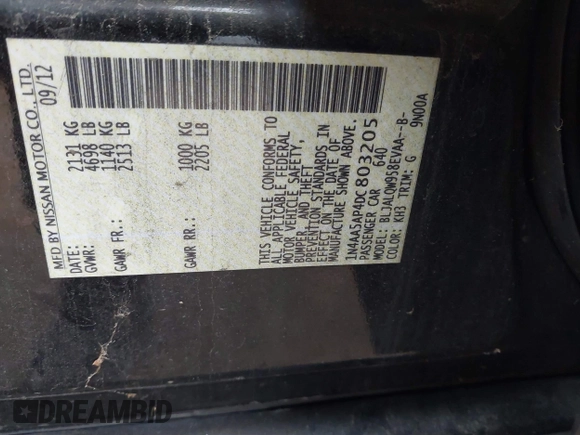 MFD BY NISSAN MOTOR CO., LTD.
09/12
1N
GVWR: 2131 KG
4698 LB
GAWR FR.: 1140 KG
2513 LB
GAWR RR: 1000 KG
2205 LB
THIS VEHICLE CONFORMS TO
ALL APPLICABLE FEDERAL
MOTOR VEHICLE SAFETY,
BUMPER, AND THEFT
PREVENTION STANDARDS IN
EFFECT ON THE DATE OF
MANUFACTURE SHOWN ABOVE.
1N4AA5AP4DC803205
PASSENGER CAR 640
MODEL: BLJALQW958EVAA--B-
COLOR: KH3 TRIM: G 9N00A
DREAMBID